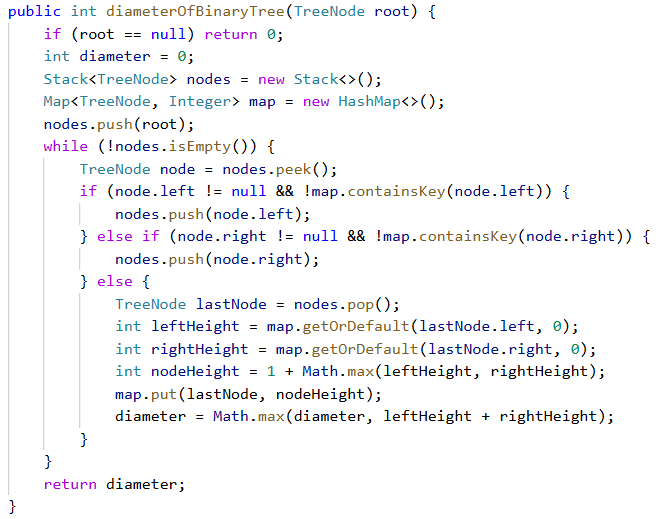 public int diameterOfBinaryTree(TreeNode root) {
    if (root == null) return 0;
    int diameter = 0;
    Stack<TreeNode> nodes = new Stack<>();
    Map<TreeNode, Integer> map = new HashMap<>();
    nodes.push(root);
    while (!nodes.isEmpty()) {
        TreeNode node = nodes.peek();
        if (node.left != null && !map.containsKey(node.left)) {
            nodes.push(node.left);
        } else if (node.right != null && !map.containsKey(node.right)) {
            nodes.push(node.right);
        } else {
            TreeNode lastNode = nodes.pop();
            int leftHeight = map.getOrDefault(lastNode.left, 0);
            int rightHeight = map.getOrDefault(lastNode.right, 0);
            int nodeHeight = 1 + Math.max(leftHeight, rightHeight);
            map.put(lastNode, nodeHeight);
            diameter = Math.max(diameter, leftHeight + rightHeight);
        }
    }
    return diameter;
}